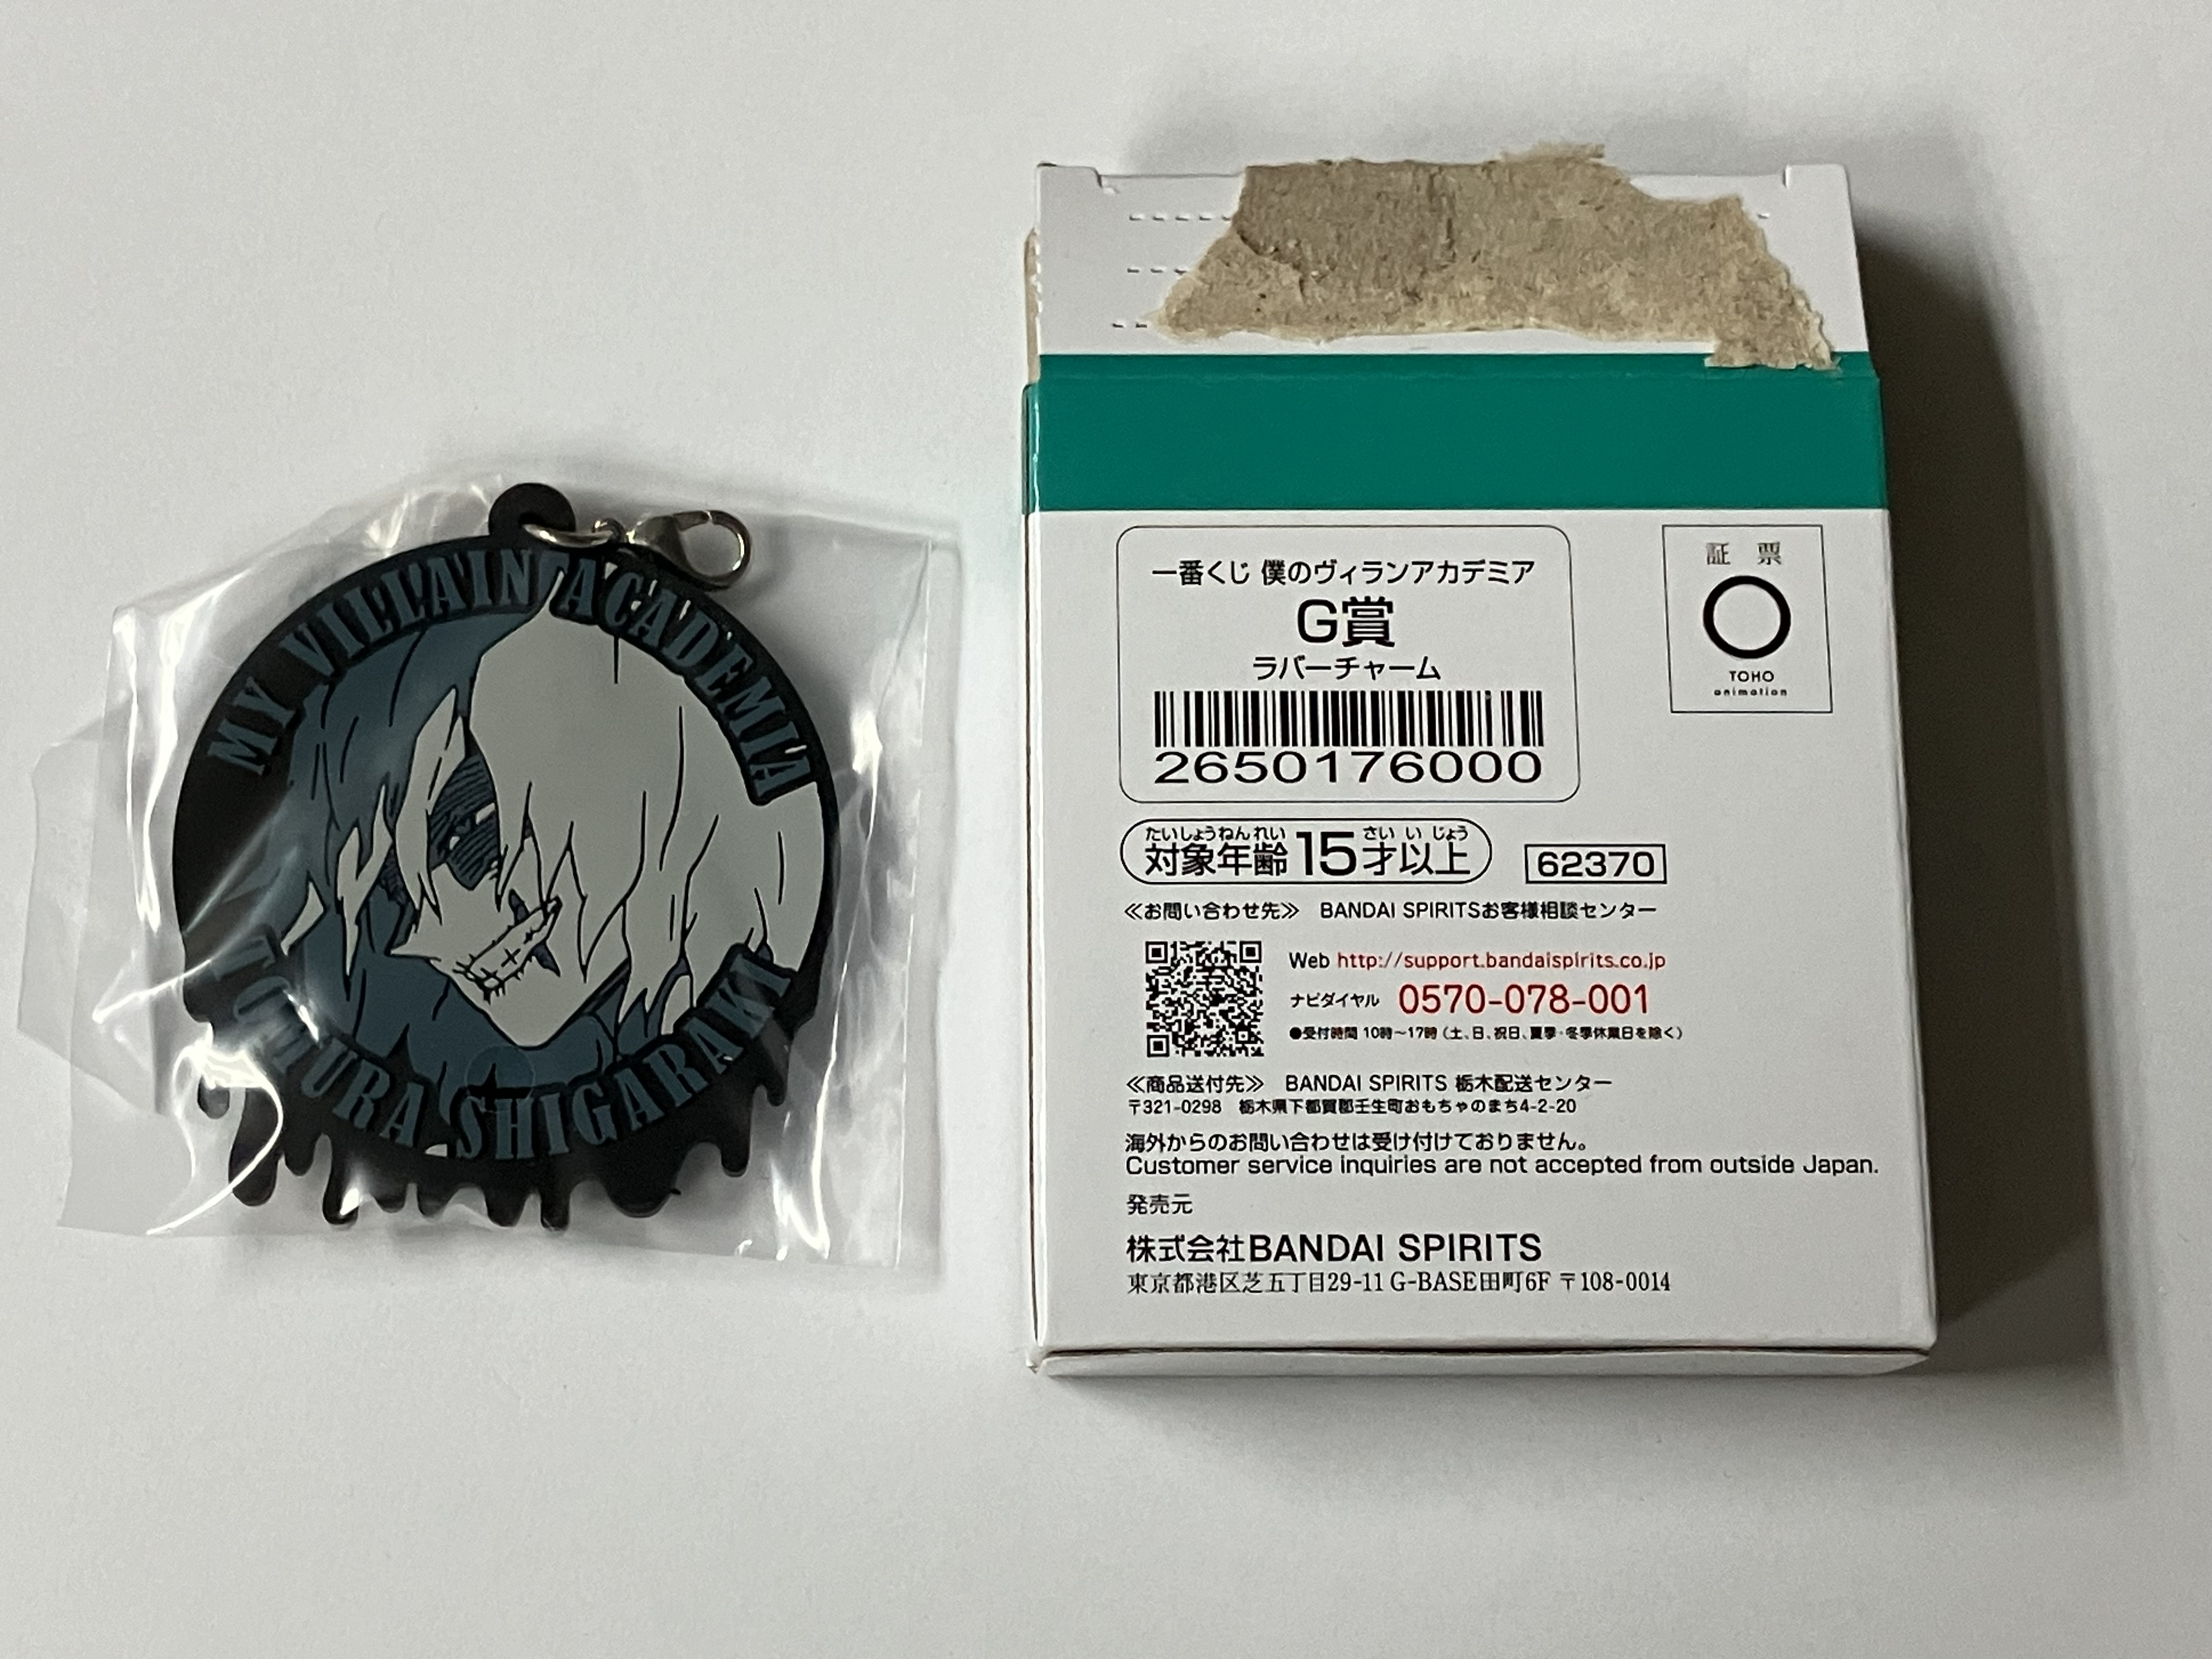 MY VILLAIN ACADEMIA
TOMURA SHIGARAKI
一番くじ 僕のヴィランアカデミア
G賞
ラバーチャーム
2650176000
証 票
TOHO
animation
たいしょうねんれい さい い じょう
対象年齢15才以上
62370
≪お問い合わせ先≫ BANDAI SPIRITSお客様相談センター
Web http://support.bandaispirits.co.jp
ナビダイヤル 0570-078-001
●受付時間 10時～17時 (土、日、祝日、夏季・冬季休業日を除く)
≪商品送付先≫ BANDAI SPIRITS 栃木配送センター
〒321-0298 栃木県下都賀郡壬生町おもちゃのまち4-2-20
海外からのお問い合わせは受け付けておりません。
Customer service inquiries are not accepted from outside Japan.
発売元
株式会社BANDAI SPIRITS
東京都港区芝五丁目29-11 G-BASE田町6F 〒108-0014